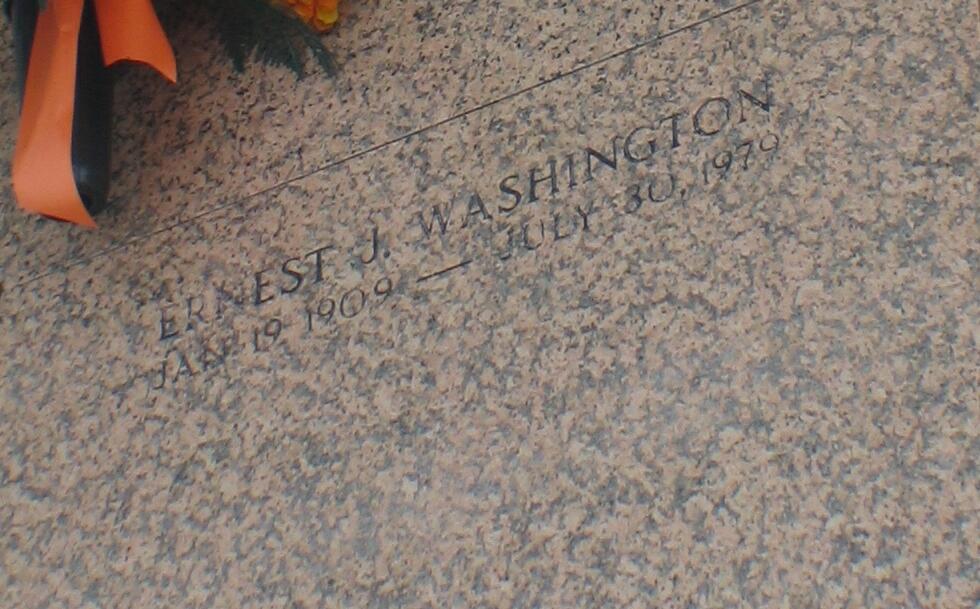 ERNEST J. WASHINGTON
JAN 19 1909 — JULY 30, 1979